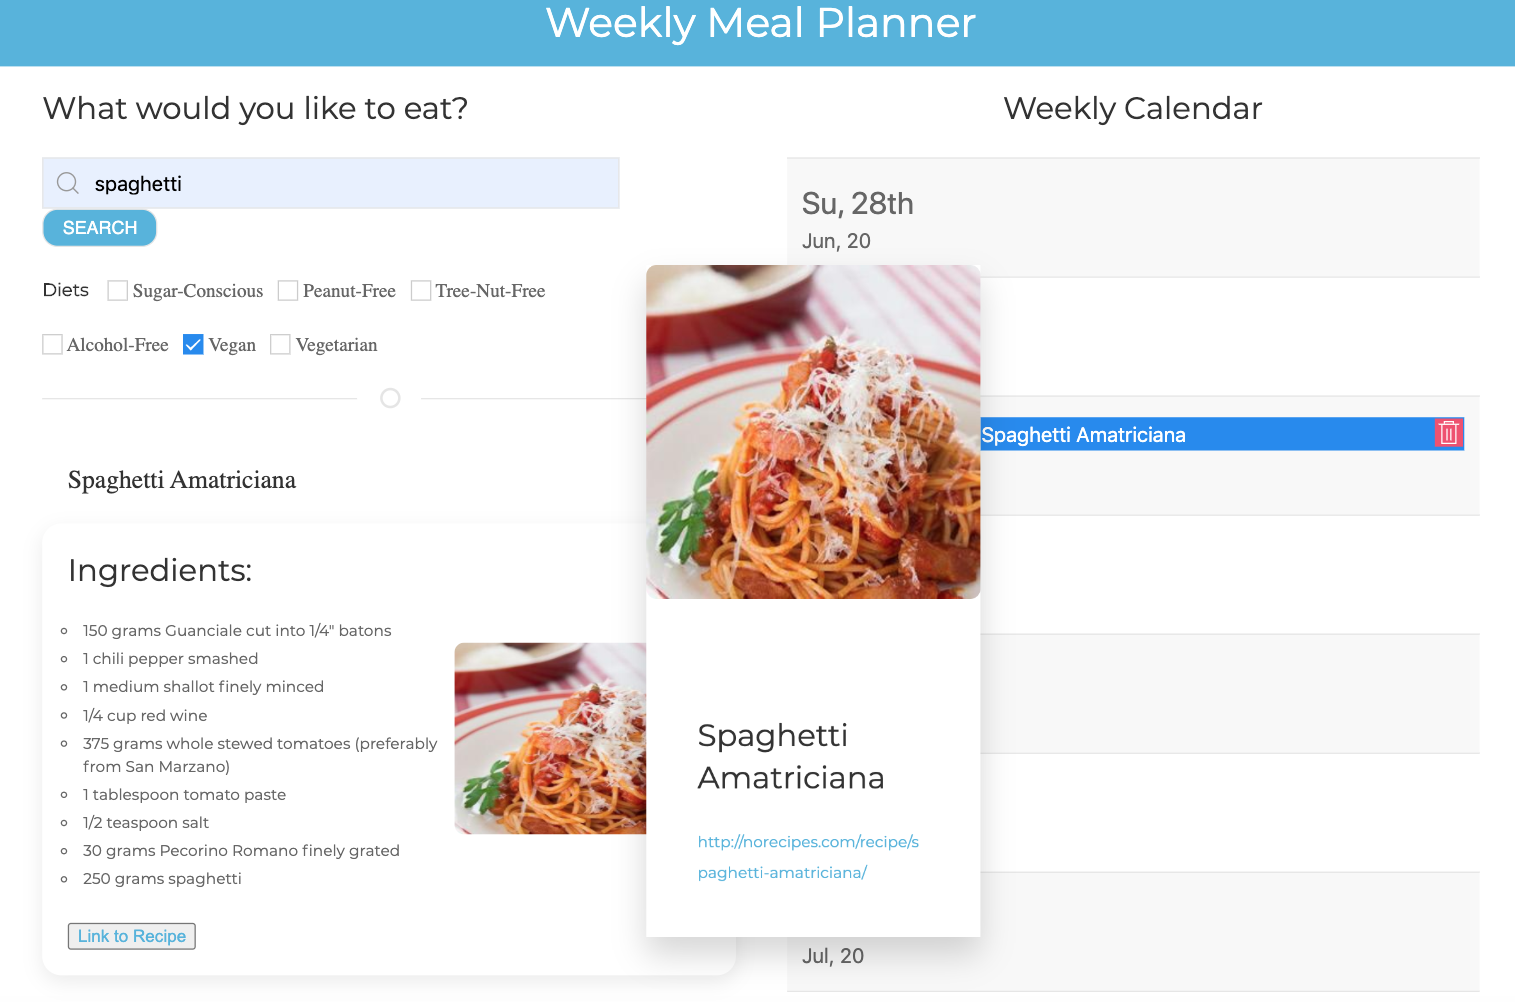 Weekly Meal Planner
What would you like to eat?
spaghetti
SEARCH
Diets Sugar-Conscious Peanut-Free Tree-Nut-Free
Alcohol-Free Vegan Vegetarian
Spaghetti Amatriciana
Ingredients:
150 grams Guanciale cut into 1/4" batons
1 chili pepper smashed
1 medium shallot finely minced
1/4 cup red wine
375 grams whole stewed tomatoes (preferably
from San Marzano)
1 tablespoon tomato paste
1/2 teaspoon salt
30 grams Pecorino Romano finely grated
250 grams spaghetti
Link to Recipe
Spaghetti
Amatriciana
http://norecipes.com/recipe/s
paghetti-amatriciana/
Weekly Calendar
Su, 28th
Jun, 20
Spaghetti Amatriciana
Jul, 20